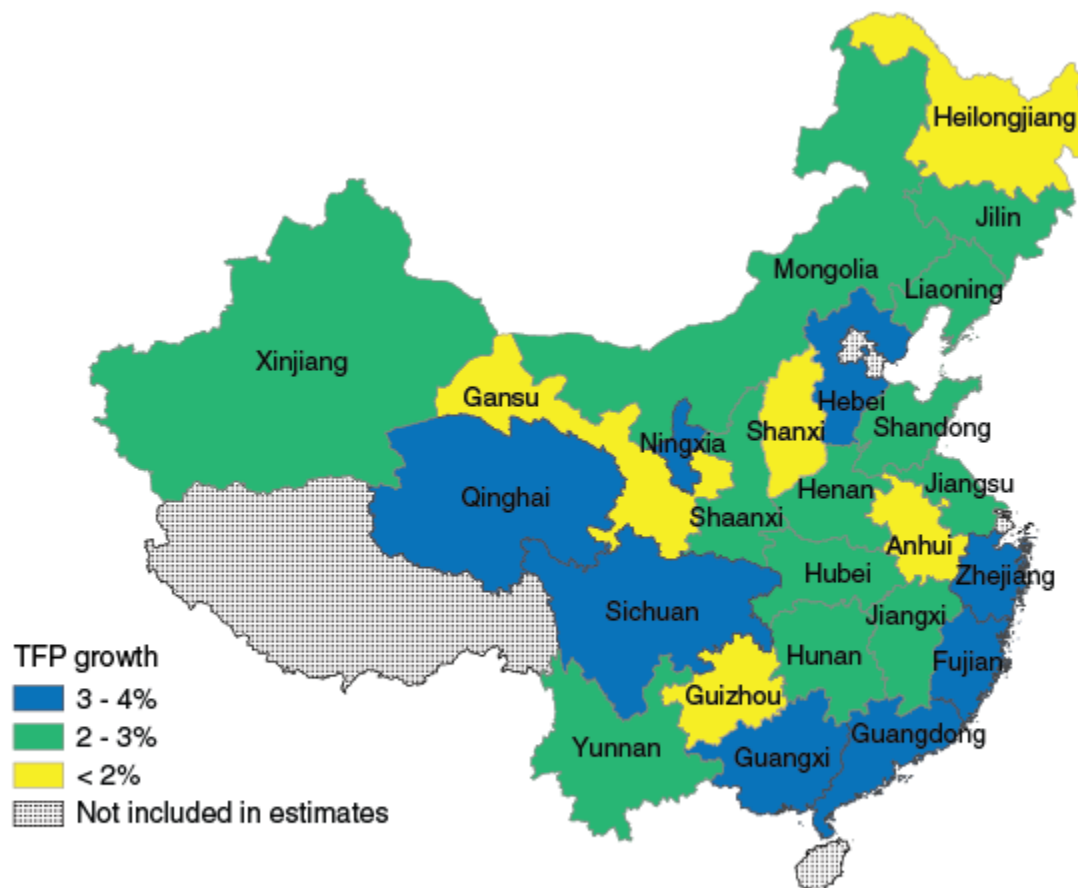 Heilongjiang
Jilin
Mongolia
Liaoning
Xinjiang
Gansu
Hebei
Ningxia
Shanxi
Shandong
Qinghai
Henan
Jiangsu
Shaanxi
Anhui
Hubei
Zhejiang
Sichuan
Jiangxi
Hunan
Fujian
Guizhou
Yunnan
Guangxi
Guangdong
TFP growth
3 - 4%
2 - 3%
< 2%
Not included in estimates